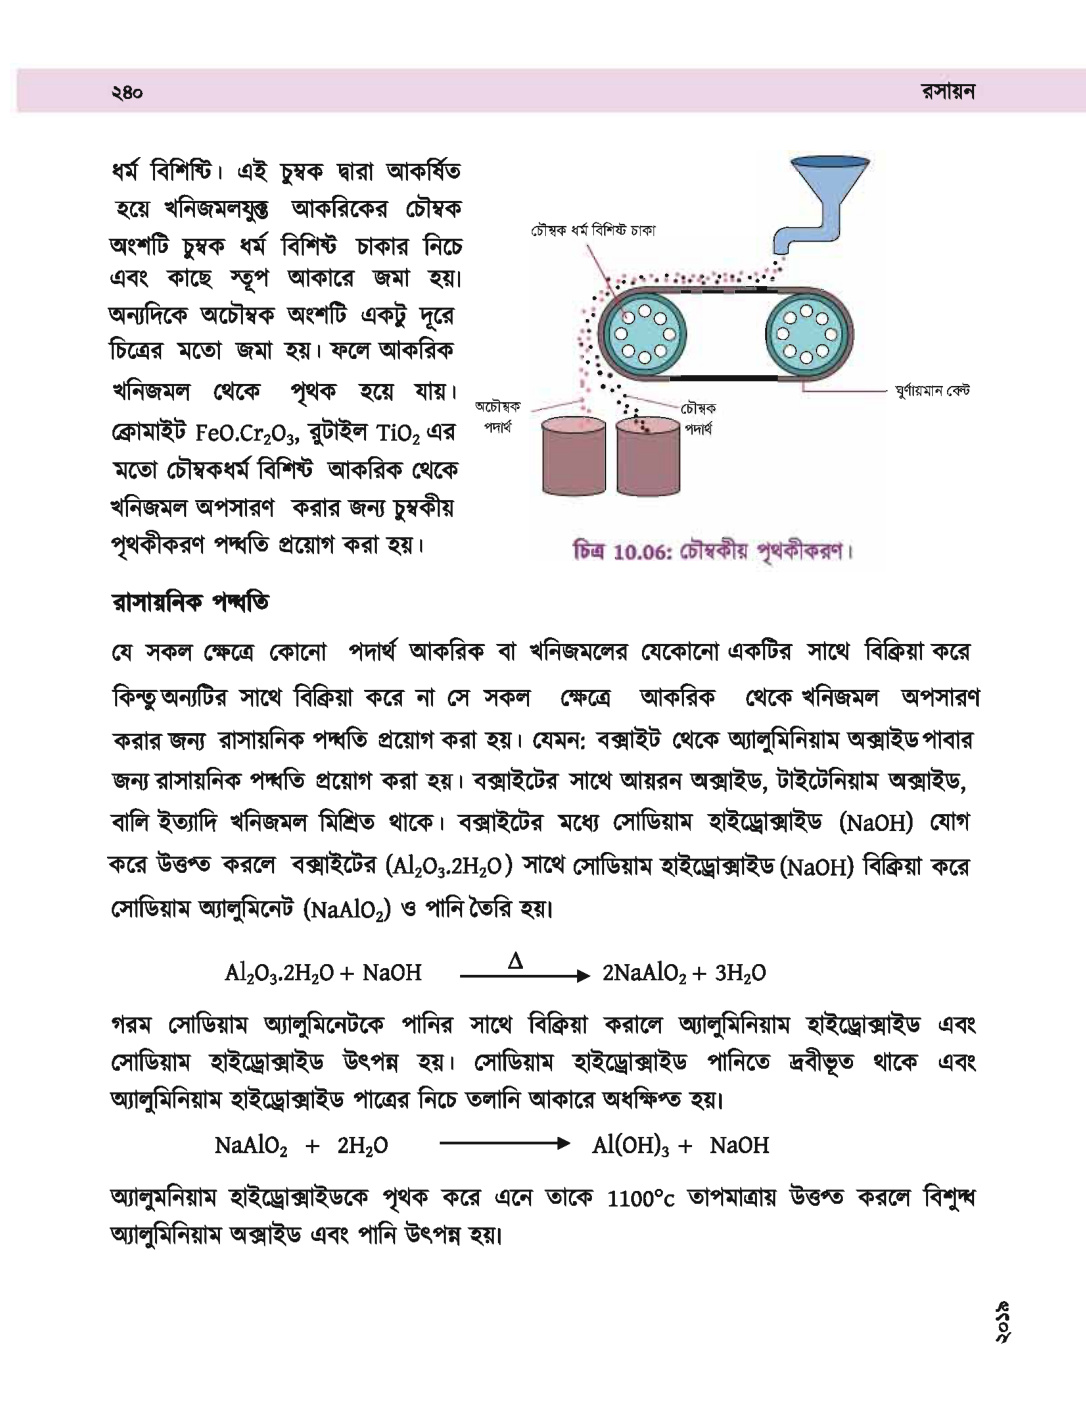 ২৪০
রসায়ন
ধর্ম বিশিষ্টি। এই চুম্বক দ্বারা আকর্ষিত
হয়ে খনিজমলযুক্ত আকরিকের চৌম্বক
অংশটি চুম্বক ধর্ম বিশিষ্ট চাকার নিচে
এবং কাছে স্তূপ আকারে জমা হয়।
অন্যদিকে অচৌম্বক অংশটি একটু দূরে
চিত্রের মতো জমা হয়। ফলে আকরিক
খনিজমল থেকে পৃথক হয়ে যায়।
ক্রোমাইট FeO.Cr₂O₃, রুটাইল TiO₂ এর
মতো চৌম্বকধর্ম বিশিষ্ট আকরিক থেকে
খনিজমল অপসারণ করার জন্য চুম্বকীয়
পৃথকীকরণ পদ্ধতি প্রয়োগ করা হয়।
চৌম্বক ধর্ম বিশিষ্ট চাকা
ঘুর্ণায়মান বেল্ট
অচৌম্বক
পদার্থ
চৌম্বক
পদার্থ
চিত্র 10.06: চৌম্বকীয় পৃথকীকরণ।
রাসায়নিক পদ্ধতি
যে সকল ক্ষেত্রে কোনো পদার্থ আকরিক বা খনিজমলের যেকোনো একটির সাথে বিক্রিয়া করে
কিন্তু অন্যটির সাথে বিক্রিয়া করে না সে সকল ক্ষেত্রে আকরিক থেকে খনিজমল অপসারণ
করার জন্য রাসায়নিক পদ্ধতি প্রয়োগ করা হয়। যেমন: বক্সাইট থেকে অ্যালুমিনিয়াম অক্সাইড পাবার
জন্য রাসায়নিক পদ্ধতি প্রয়োগ করা হয়। বক্সাইটের সাথে আয়রন অক্সাইড, টাইটেনিয়াম অক্সাইড,
বালি ইত্যাদি খনিজমল মিশ্রিত থাকে। বক্সাইটের মধ্যে সোডিয়াম হাইড্রোক্সাইড (NaOH) যোগ
করে উত্তপ্ত করলে বক্সাইটের (Al₂O₃.2H₂O) সাথে সোডিয়াম হাইড্রোক্সাইড (NaOH) বিক্রিয়া করে
সোডিয়াম অ্যালুমিনেট (NaAlO₂) ও পানি তৈরি হয়।
Al₂O₃.2H₂O + NaOH Δ⟶ 2NaAlO₂ + 3H₂O
গরম সোডিয়াম অ্যালুমিনেটকে পানির সাথে বিক্রিয়া করালে অ্যালুমিনিয়াম হাইড্রোক্সাইড এবং
সোডিয়াম হাইড্রোক্সাইড উৎপন্ন হয়। সোডিয়াম হাইড্রোক্সাইড পানিতে দ্রবীভূত থাকে এবং
অ্যালুমিনিয়াম হাইড্রোক্সাইড পাত্রের নিচে তলানি আকারে অধক্ষিপ্ত হয়।
NaAlO₂ + 2H₂O ⟶ Al(OH)₃ + NaOH
অ্যালুমনিয়াম হাইড্রোক্সাইডকে পৃথক করে এনে তাকে 1100°c তাপমাত্রায় উত্তপ্ত করলে বিশুদ্ধ
অ্যালুমিনিয়াম অক্সাইড এবং পানি উৎপন্ন হয়।
২০১৯